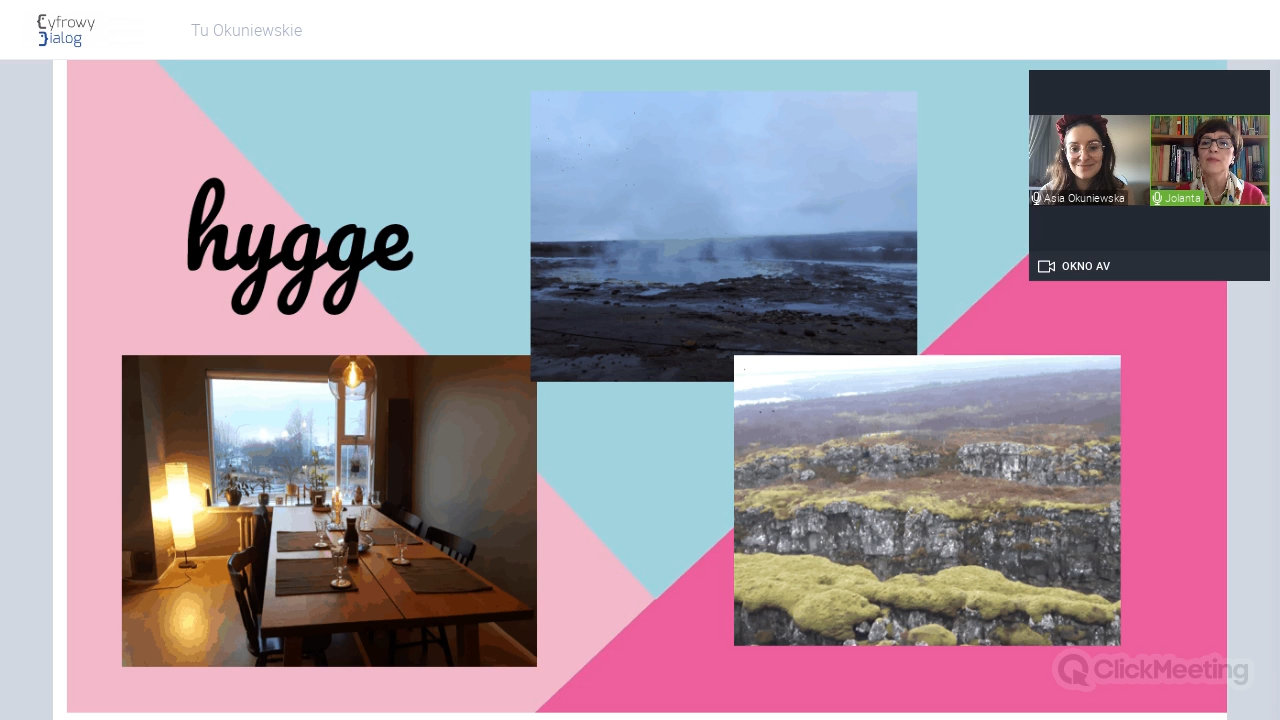 Cyfrowy
Dialog
Tu Okuniewskie
hygge
Asia Okuniewska
Jolanta
OKNO AV
ClickMeeting